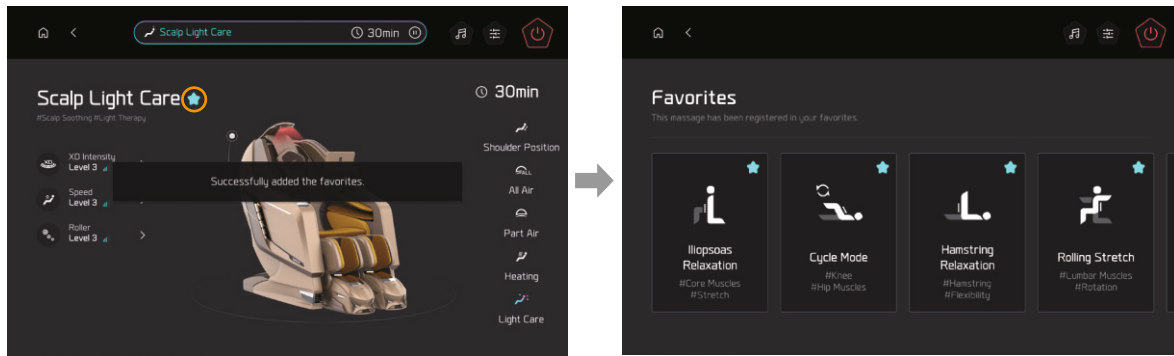 Scalp Light Care
30min
Scalp Light Care
#Scalp Soothing #Light Therapy
30min
XD
XD Intensity
Level 3
Speed
Level 3
Roller
Level 3
Successfully added the favorites.
Shoulder Position
ALL
All Air
Part Air
Heating
Light Care
Favorites
This massage has been registered in your favorites.
Iliopsoas
Relaxation
#Core Muscles
#Stretch
Cycle Mode
#Knee
#Hip Muscles
Hamstring
Relaxation
#Hamstring
#Flexibility
Rolling Stretch
#Lumbar Muscles
#Rotation